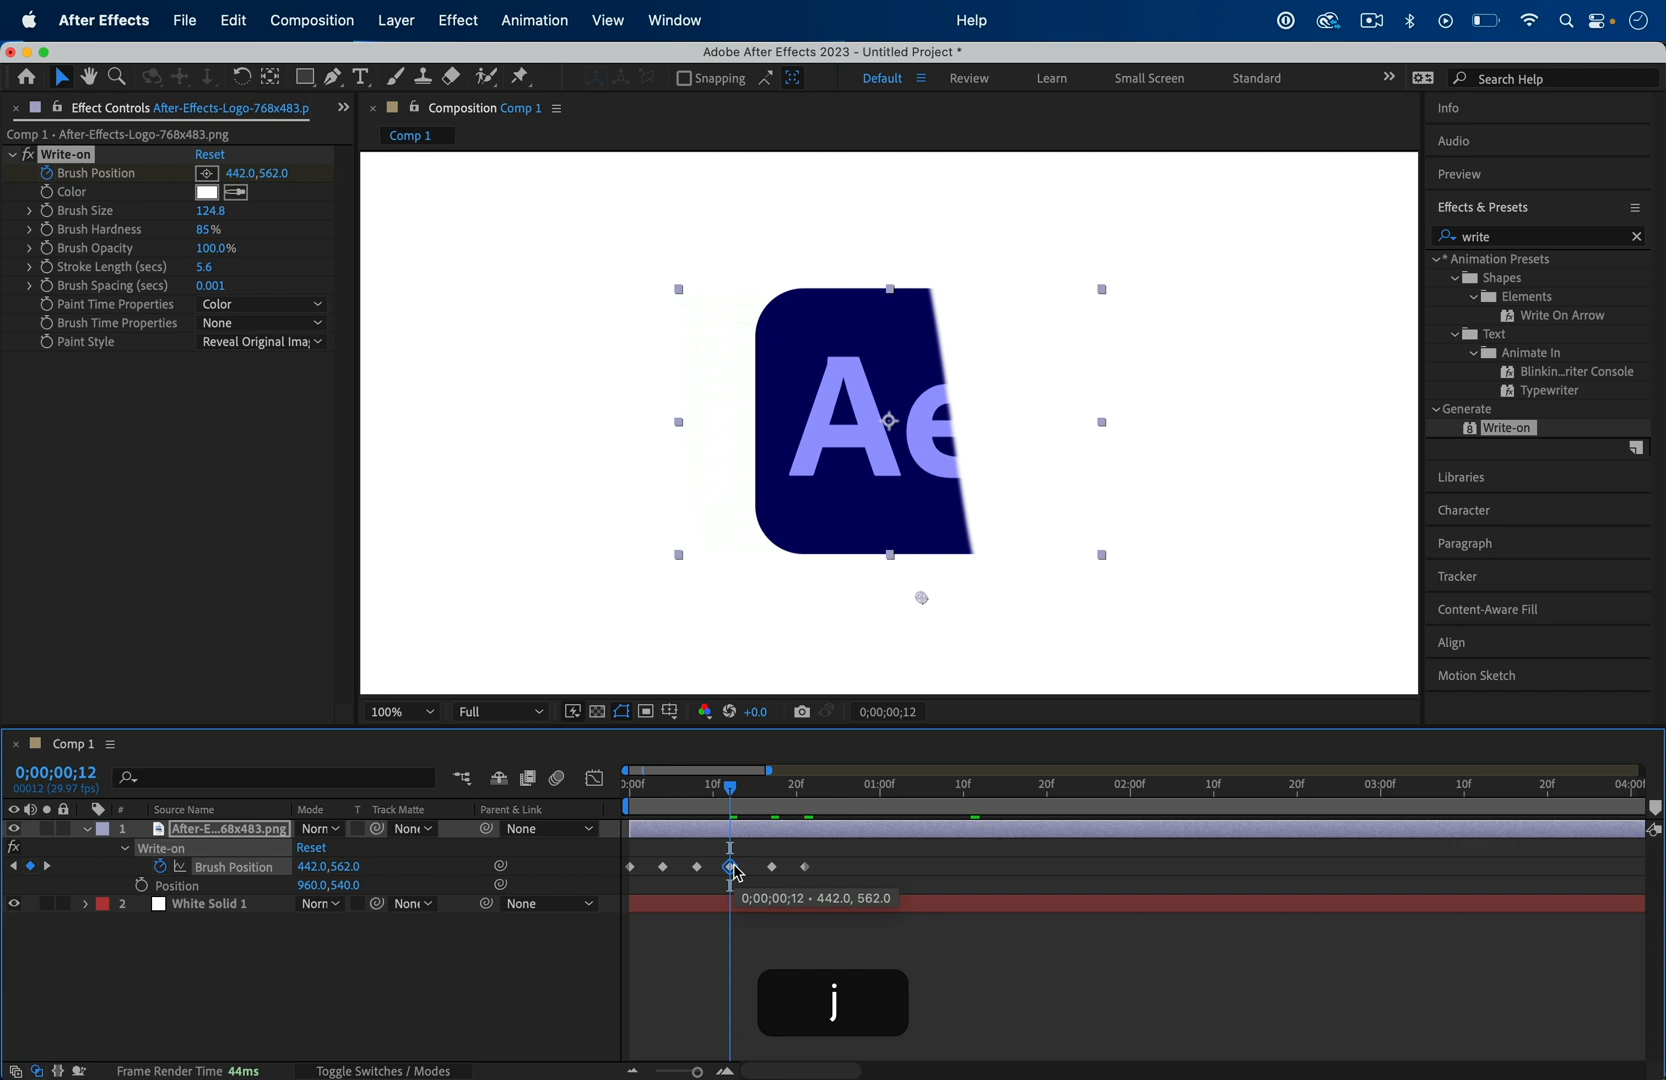 After Effects File Edit Composition Layer Effect Animation View Window Help
Adobe After Effects 2023 - Untitled Project *
Snapping Default Review Learn Small Screen Standard Search Help
Effect Controls After-Effects-Logo-768x483.p
Composition Comp 1
Comp 1
Comp 1 • After-Effects-Logo-768x483.png
fx Write-on Reset
Brush Position 442.0,562.0
Color
Brush Size 124.8
Brush Hardness 85%
Brush Opacity 100.0%
Stroke Length (secs) 5.6
Brush Spacing (secs) 0.001
Paint Time Properties Color
Brush Time Properties None
Paint Style Reveal Original Ima
Ae
Info
Audio
Preview
Effects & Presets
write
* Animation Presets
Shapes
Elements
Write On Arrow
Text
Animate In
Blinkin...riter Console
Typewriter
Generate
Write-on
Libraries
Character
Paragraph
Tracker
Content-Aware Fill
Align
Motion Sketch
100% Full +0.0 0;00;00;12
Comp 1
0;00;00;12
00012 (29.97 fps)
0:00f 10f 20f 01:00f 10f 20f 02:00f 10f 20f 03:00f 10f 20f 04:00f
# Source Name Mode T Track Matte Parent & Link
1 After-E...68x483.png Norn None None
fx Write-on Reset
Brush Position 442.0,562.0
Position 960.0,540.0
0;00;00;12 • 442.0, 562.0
2 White Solid 1 Norn None None
j
Frame Render Time 44ms Toggle Switches / Modes